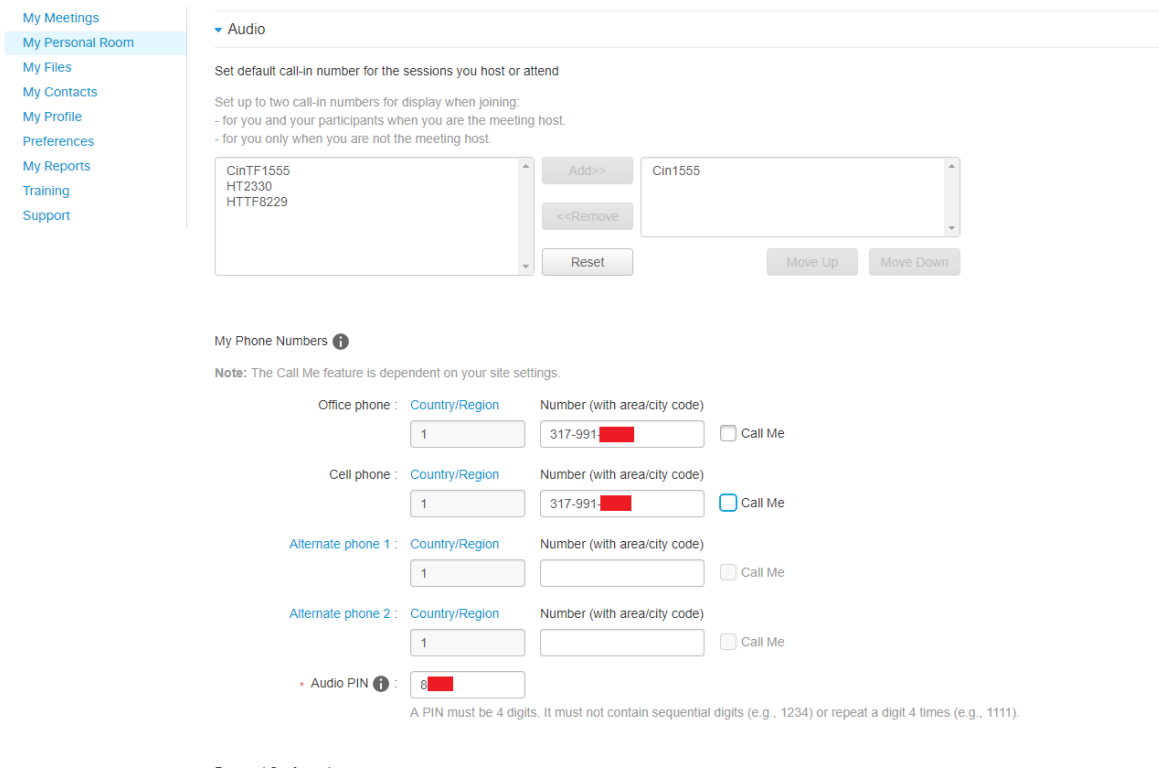 My Meetings
My Personal Room
My Files
My Contacts
My Profile
Preferences
My Reports
Training
Support
Audio
Set default call-in number for the sessions you host or attend
Set up to two call-in numbers for display when joining:
- for you and your participants when you are the meeting host.
- for you only when you are not the meeting host.
CinTF1555
HT2330
HTTF8229
Add>>
<<Remove
Reset
Cin1555
Move Up Move Down
My Phone Numbers
Note: The Call Me feature is dependent on your site settings.
Office phone : Country/Region Number (with area/city code)
1 317-991- Call Me
Cell phone : Country/Region Number (with area/city code)
1 317-991- Call Me
Alternate phone 1 : Country/Region Number (with area/city code)
1 Call Me
Alternate phone 2 : Country/Region Number (with area/city code)
1 Call Me
* Audio PIN : 8
A PIN must be 4 digits. It must not contain sequential digits (e.g., 1234) or repeat a digit 4 times (e.g., 1111).